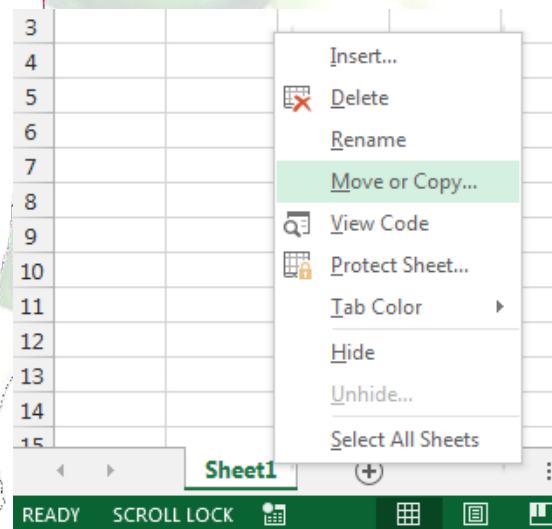 3
4
5
6
7
8
9
10
11
12
13
14
15
Insert...
Delete
Rename
Move or Copy...
View Code
Protect Sheet...
Tab Color
Hide
Unhide...
Select All Sheets
Sheet1
READY SCROLL LOCK